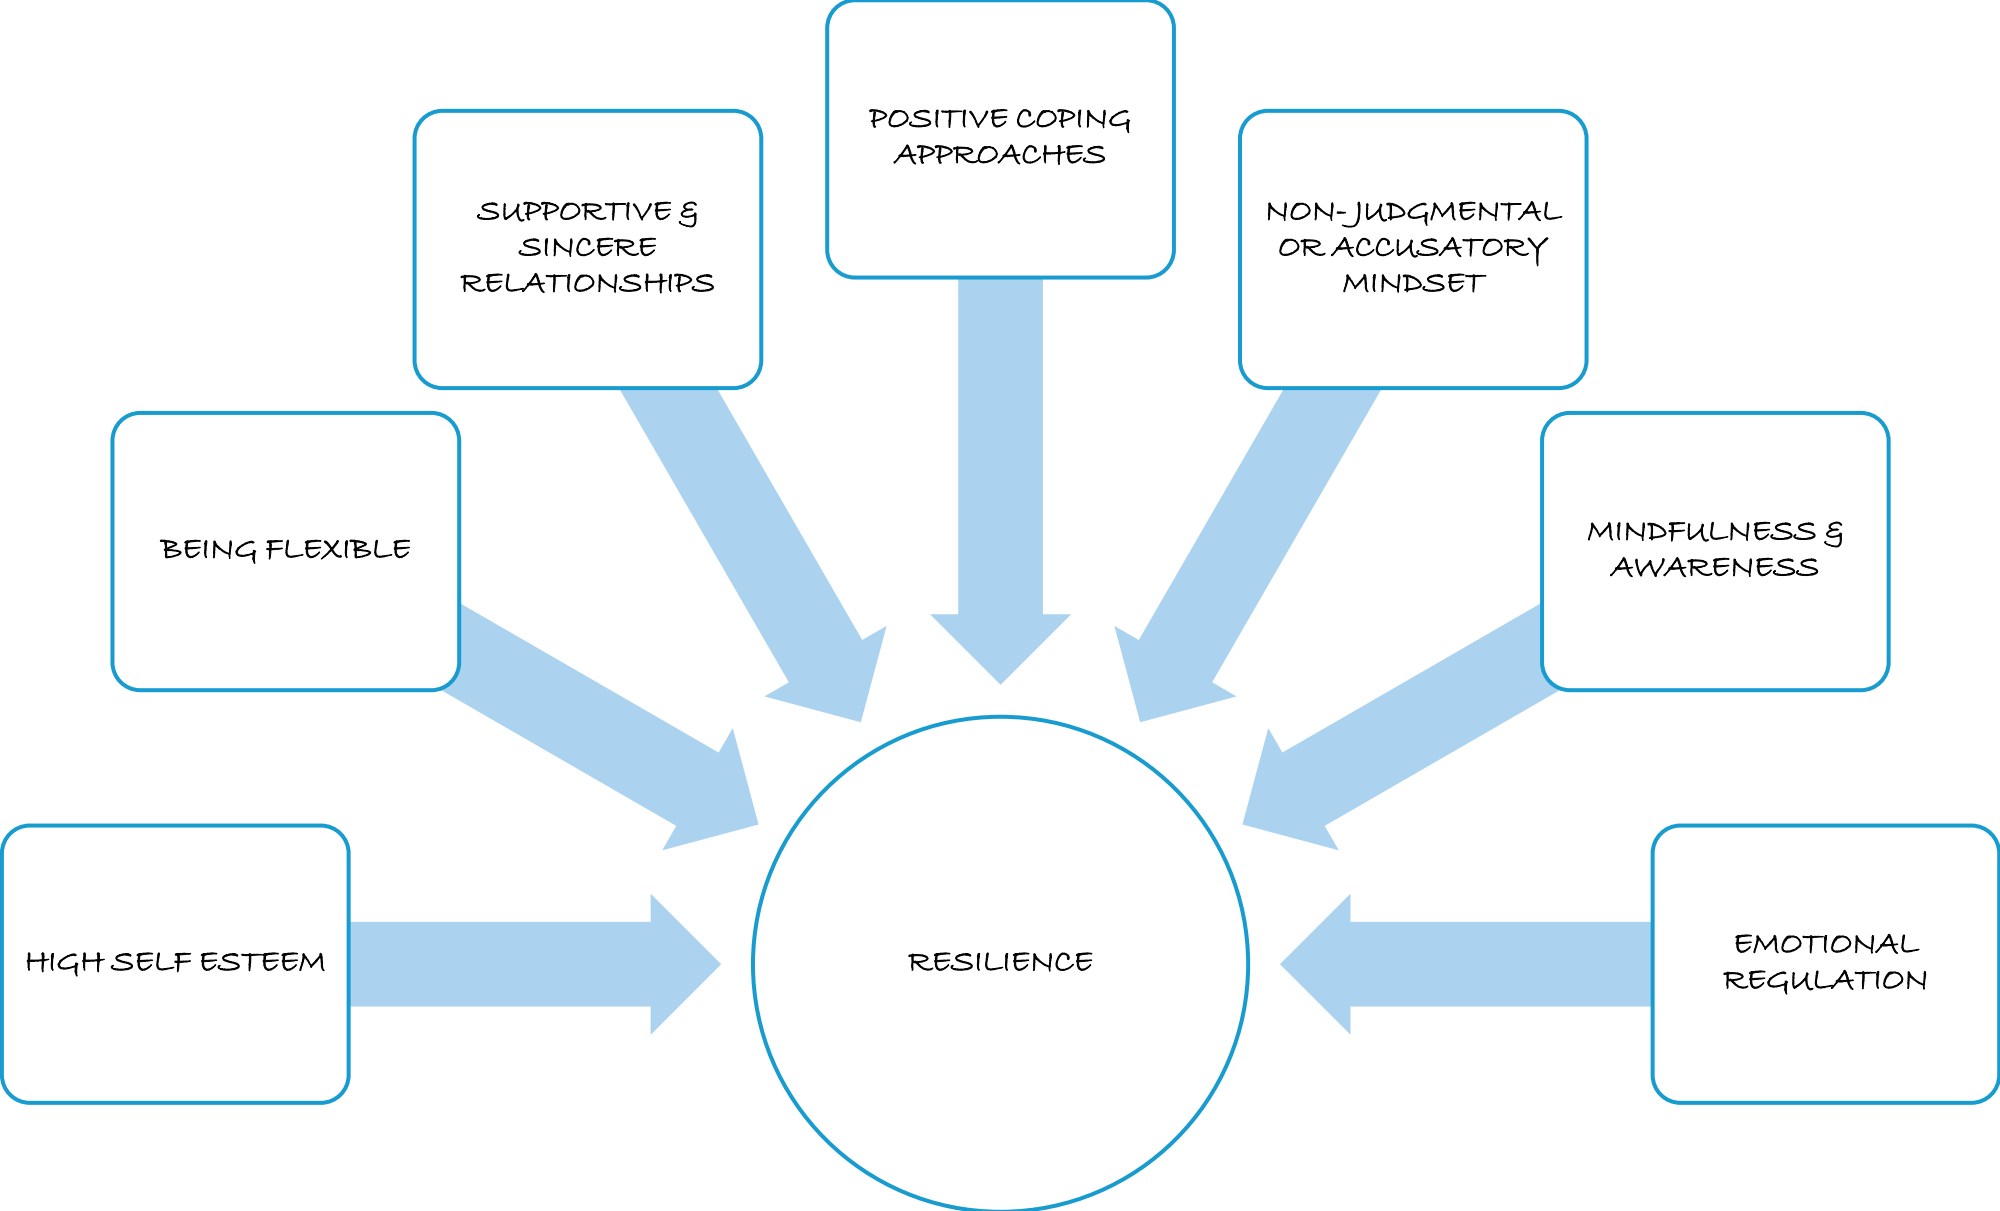 POSITIVE COPING
APPROACHES
SUPPORTIVE &
SINCERE
RELATIONSHIPS
NON-JUDGMENTAL
OR ACCUSATORY
MINDSET
BEING FLEXIBLE
MINDFULNESS &
AWARENESS
HIGH SELF ESTEEM
RESILIENCE
EMOTIONAL
REGULATION